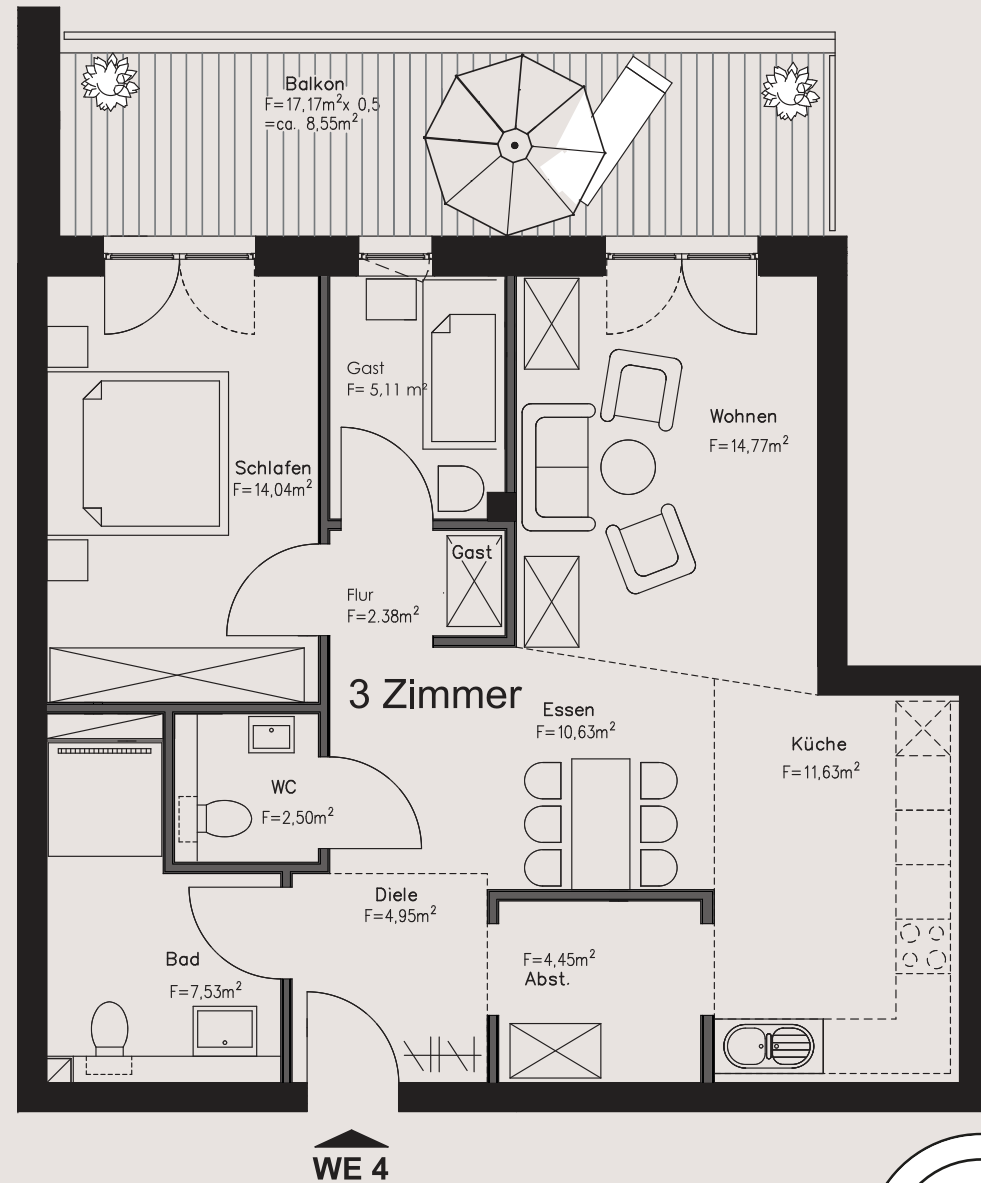 Balkon
F=17,17m²x 0,5
=ca. 8,55m²
Gast
F= 5,11 m²
Wohnen
F=14,77m²
Schlafen
F=14,04m²
Gast
Flur
F=2.38m²
3 Zimmer
Essen
F=10,63m²
Küche
F=11,63m²
WC
F=2,50m²
Diele
F=4,95m²
Bad
F=7,53m²
F=4,45m²
Abst.
WE 4